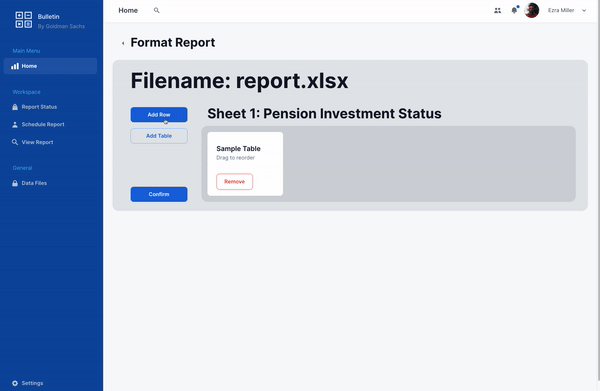 Bulletin
By Goldman Sachs
Main Menu
Home
Workspace
Report Status
Schedule Report
View Report
General
Data Files
Settings
Home
Ezra Miller
Format Report
Filename: report.xlsx
Add Row
Add Table
Confirm
Sheet 1: Pension Investment Status
Sample Table
Drag to reorder
Remove